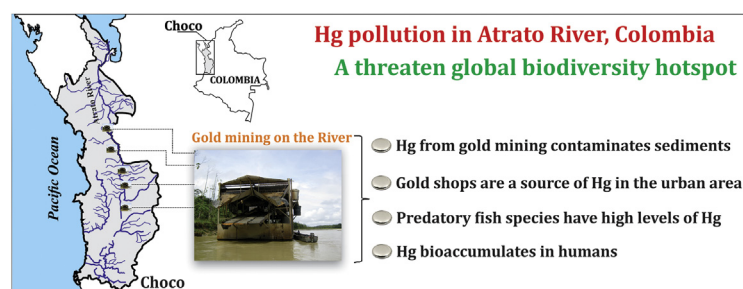 Choco
COLOMBIA
Hg pollution in Atrato River, Colombia
A threaten global biodiversity hotspot
Atrato River
Gold mining on the River
Pacific Ocean
Hg from gold mining contaminates sediments
Gold shops are a source of Hg in the urban area
Predatory fish species have high levels of Hg
Hg bioaccumulates in humans
Choco